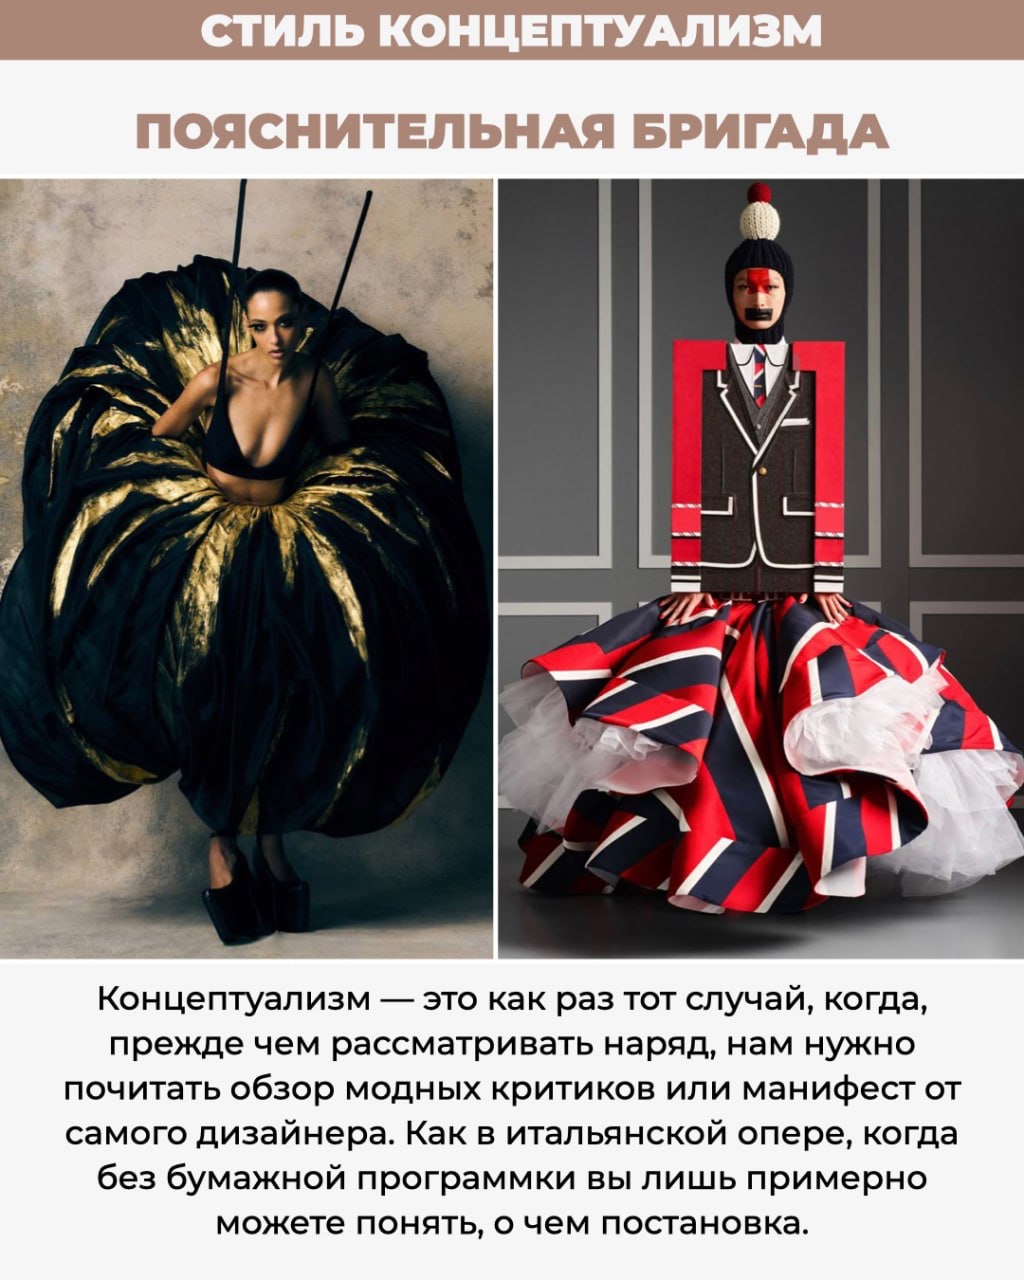 СТИЛЬ КОНЦЕПТУАЛИЗМ
ПОЯСНИТЕЛЬНАЯ БРИГАДА
Концептуализм — это как раз тот случай, когда,
прежде чем рассматривать наряд, нам нужно
почитать обзор модных критиков или манифест от
самого дизайнера. Как в итальянской опере, когда
без бумажной программки вы лишь примерно
можете понять, о чем постановка.